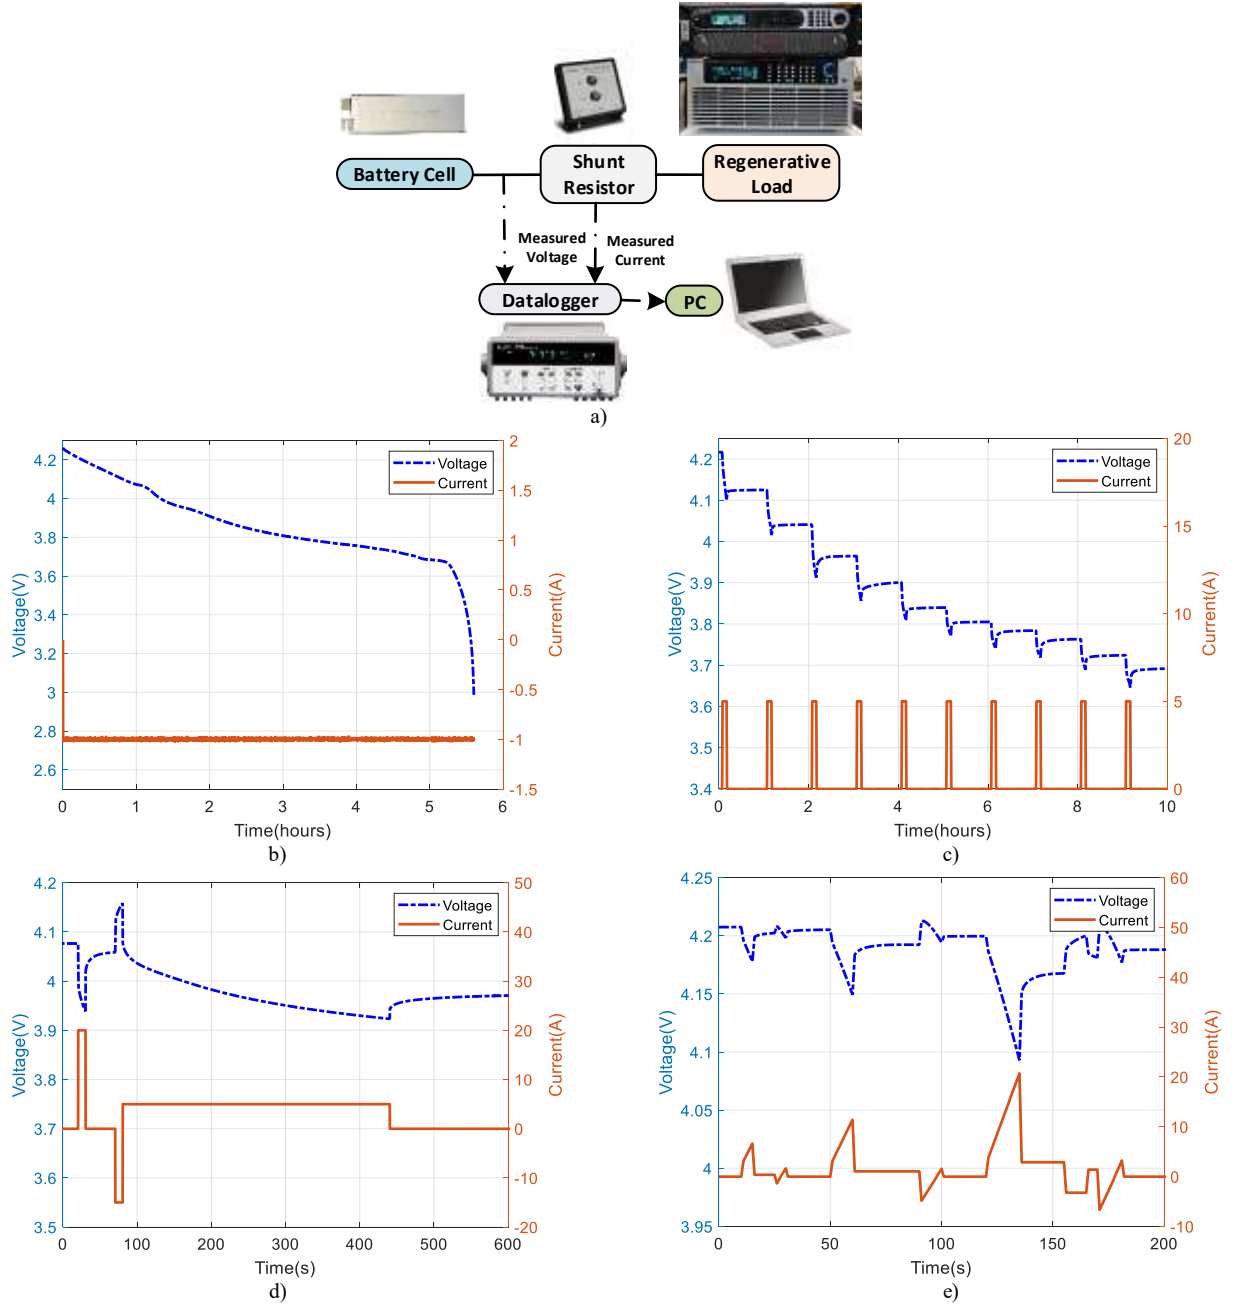 Battery Cell
Shunt
Resistor
Regenerative
Load
Measured
Voltage
Measured
Current
Datalogger
PC
a)
4.2
4
3.8
3.6
3.4
3.2
3
2.8
2.6
Voltage(V)
Voltage
Current
2
1.5
1
0.5
0
-0.5
-1
-1.5
Current(A)
0
1
2
3
4
5
6
Time(hours)
b)
4.2
4.1
4
3.9
3.8
3.7
3.6
3.5
3.4
Voltage(V)
Voltage
Current
20
15
10
5
0
Current(A)
0
2
4
6
8
10
Time(hours)
c)
4.2
4.1
4
3.9
3.8
3.7
3.6
3.5
Voltage(V)
Voltage
Current
50
40
30
20
10
0
-10
-20
Current(A)
0
100
200
300
400
500
600
Time(s)
d)
4.25
4.2
4.15
4.1
4.05
4
3.95
Voltage(V)
Voltage
Current
60
50
40
30
20
10
0
-10
Current(A)
0
50
100
150
200
Time(s)
e)